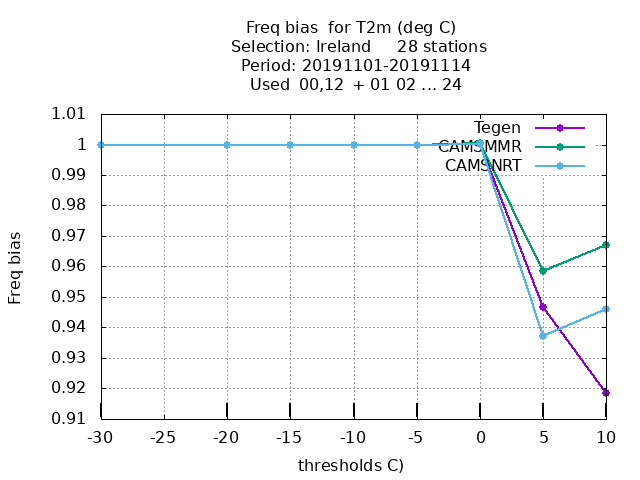 Freq bias  for T2m (deg C)
Selection: Ireland     28 stations
Period: 20191101-20191114
Used  00,12  + 01 02 ... 24
Tegen
CAMSMMR
CAMSNRT
1.01
1
0.99
0.98
0.97
0.96
0.95
0.94
0.93
0.92
0.91
Freq bias
-30 -25 -20 -15 -10 -5 0 5 10
thresholds C)